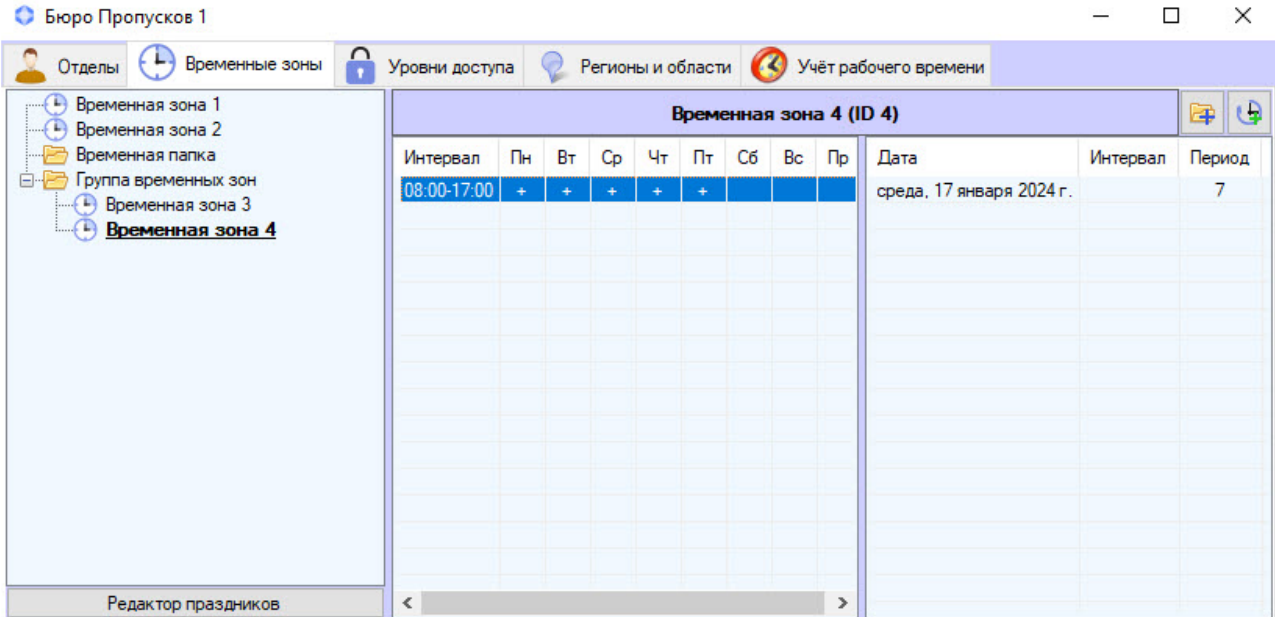 Бюро Пропусков 1
Отделы Временные зоны Уровни доступа Регионы и области Учёт рабочего времени
Временная зона 1
Временная зона 2
Временная папка
Группа временных зон
Временная зона 3
Временная зона 4
Редактор праздников
Временная зона 4 (ID 4)
Интервал Пн Вт Ср Чт Пт Сб Вс Пр
08:00-17:00 + + + + +
Дата Интервал Период
среда, 17 января 2024 г. 7